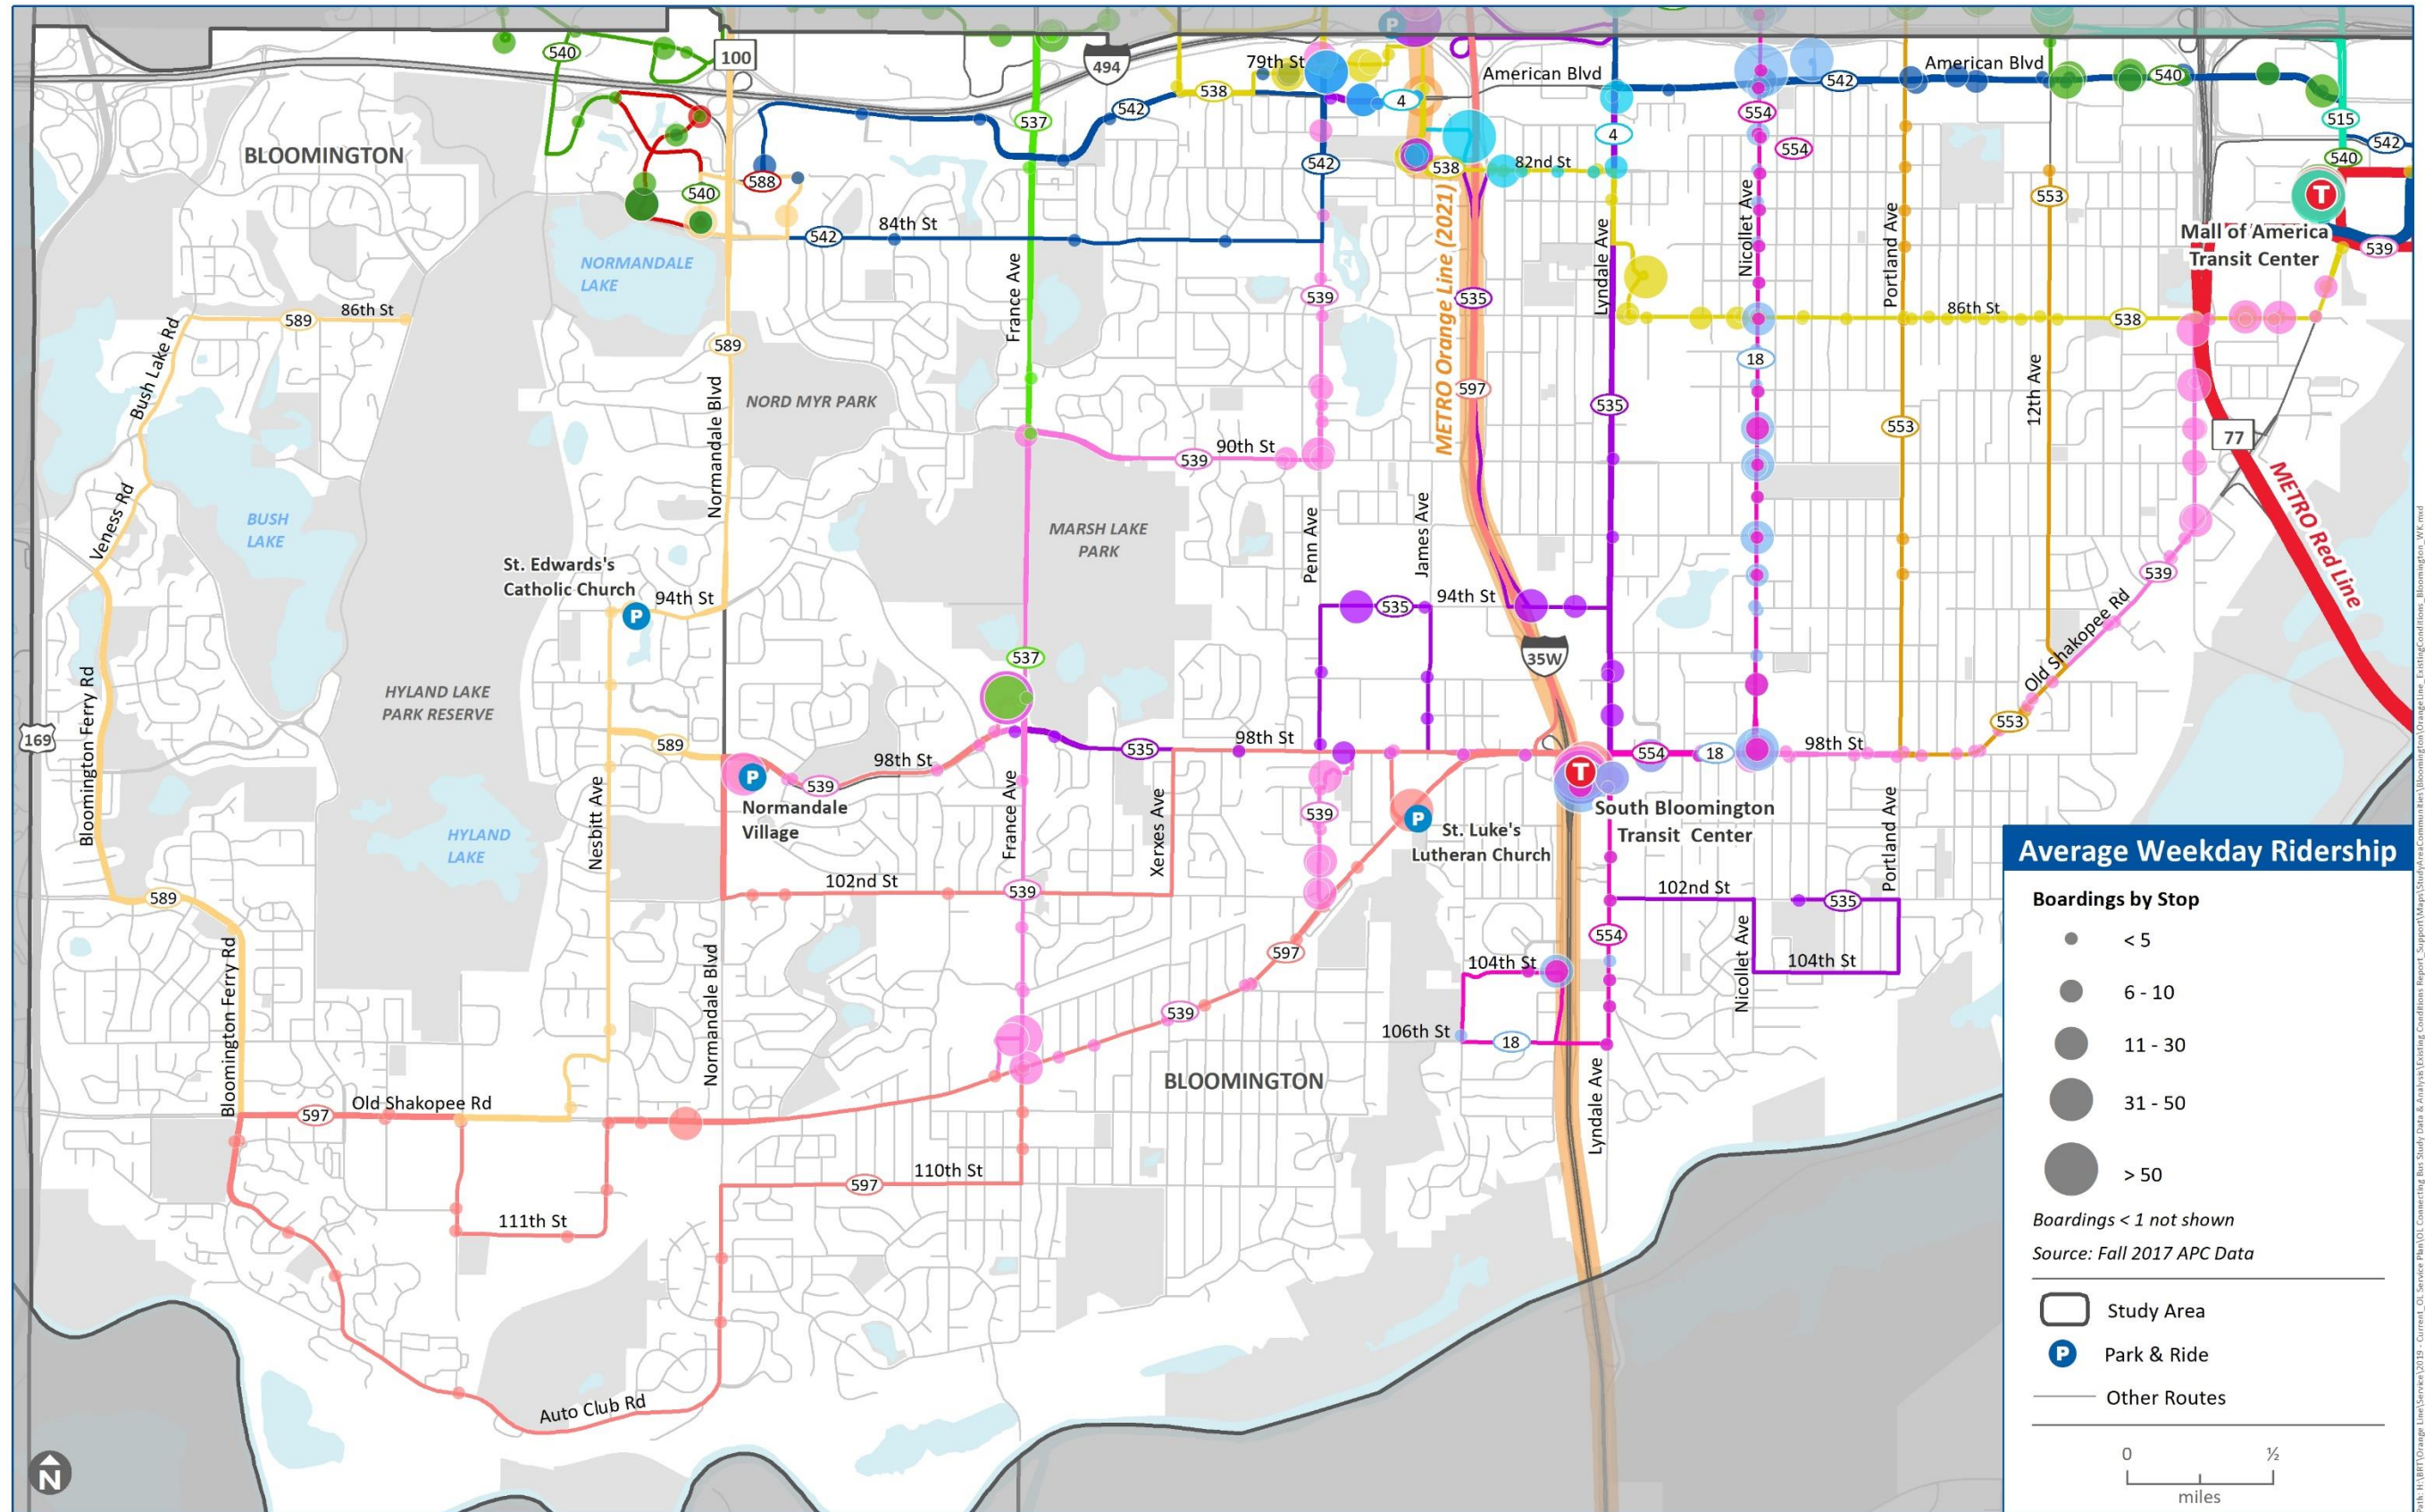 540
100
494
537
79th St
538
542
4
American Blvd
542
American Blvd
540
554
515
BLOOMINGTON
588
540
542
538
82nd St
4
554
542
540
553
Mall of America
Transit Center
539
84th St
542
NORMANDALE
LAKE
France Ave
539
METRO Orange Line (2021)
535
Lyndale Ave
Nicollet Ave
Portland Ave
86th St
538
589
86th St
Bush Lake Rd
589
Normandale Blvd
NORD MYR PARK
597
535
18
553
12th Ave
77
METRO Red Line
90th St
539
Veness Rd
BUSH
LAKE
MARSH LAKE
PARK
Penn Ave
James Ave
St. Edwards's
Catholic Church
P
94th St
535
94th St
539
Old Shakopee Rd
35W
537
HYLAND LAKE
PARK RESERVE
Bloomington Ferry Rd
169
589
98th St
539
535
98th St
T
554
18
98th St
553
P
Normandale
Village
Nesbitt Ave
France Ave
Xerxes Ave
539
P
St. Luke's
Lutheran Church
South Bloomington
Transit Center
Portland Ave
HYLAND
LAKE
102nd St
539
102nd St
535
589
Bloomington Ferry Rd
Normandale Blvd
597
554
104th St
Nicollet Ave
104th St
539
106th St
18
Lyndale Ave
BLOOMINGTON
597
Old Shakopee Rd
110th St
597
111th St
Auto Club Rd
N
Average Weekday Ridership
Boardings by Stop
< 5
6 - 10
11 - 30
31 - 50
> 50
Boardings < 1 not shown
Source: Fall 2017 APC Data
Study Area
P
Park & Ride
Other Routes
0
½
miles